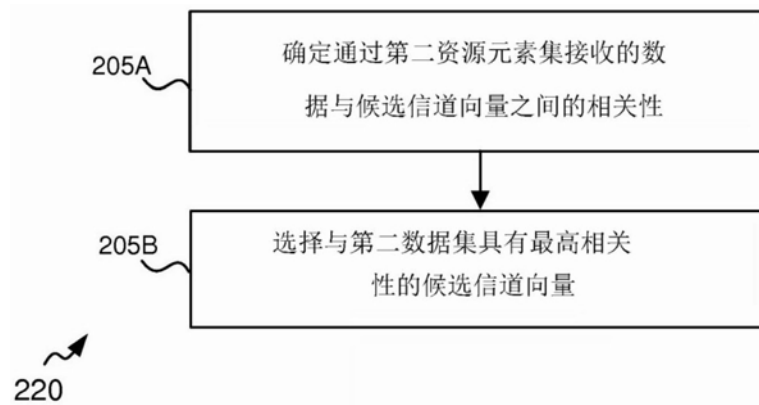 205A
确定通过第二资源元素集接收的数
据与候选信道向量之间的相关性
205B
选择与第二数据集具有最高相关
性的候选信道向量
220